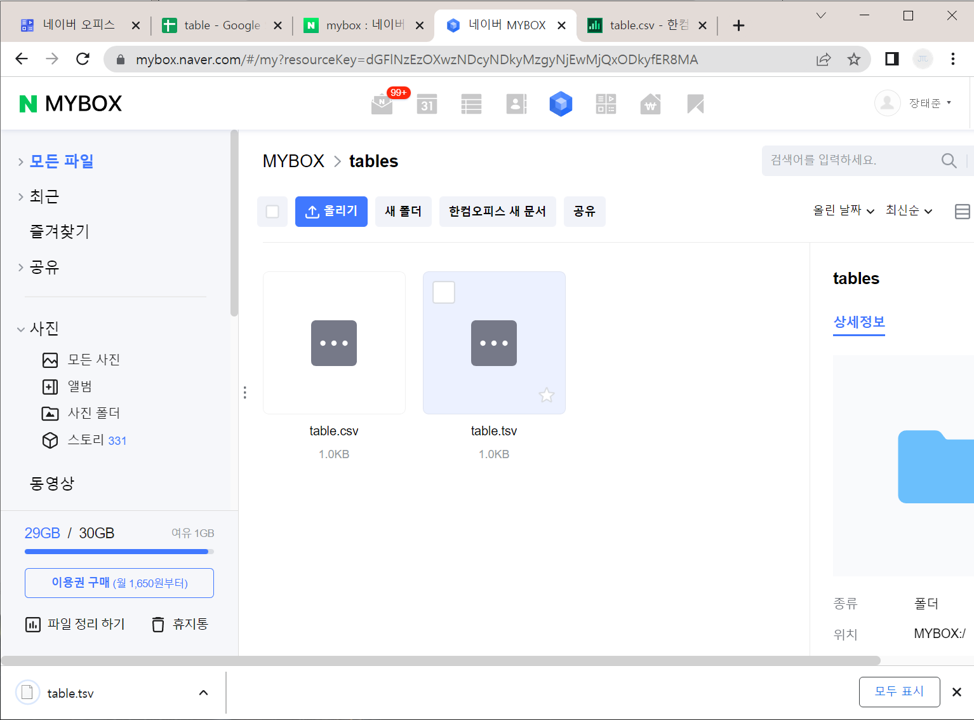 네이버 오피스
table - Google
mybox : 네이버
네이버 MYBOX
table.csv - 한컴
mybox.naver.com/#/my?resourceKey=dGFlNzEzOXwzNDcyNDkyMzgyNjEwMjQxODkyfER8MA
N MYBOX
99+
31
장태준
모든 파일
최근
즐겨찾기
공유
사진
모든 사진
앨범
사진 폴더
스토리 331
동영상
29GB / 30GB 여유 1GB
이용권 구매 (월 1,650원부터)
파일 정리 하기 휴지통
MYBOX > tables
검색어를 입력하세요.
올리기 새 폴더 한컴오피스 새 문서 공유
올린 날짜 최신순
table.csv
1.0KB
table.tsv
1.0KB
tables
상세정보
종류 폴더
위치 MYBOX:/
table.tsv
모두 표시